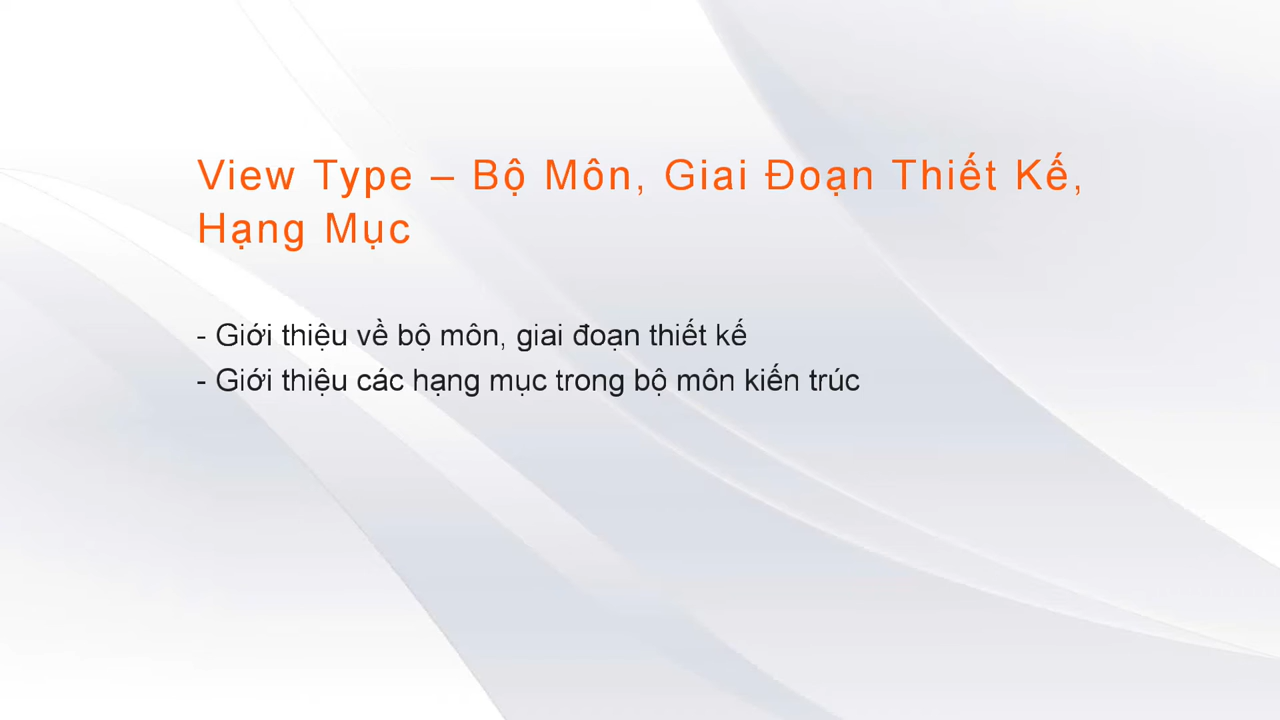 View Type – Bộ Môn, Giai Đoạn Thiết Kế,
Hạng Mục
- Giới thiệu về bộ môn, giai đoạn thiết kế
- Giới thiệu các hạng mục trong bộ môn kiến trúc